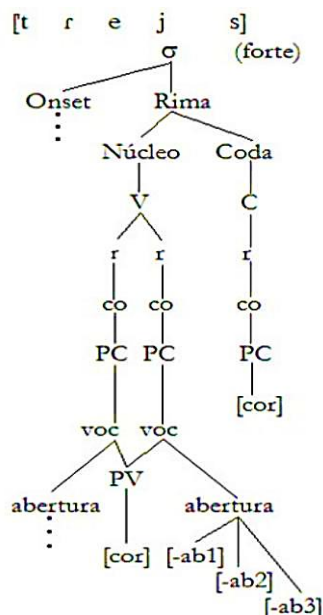 ['t ɾ e j s]
σ (forte)
Onset Rima
Núcleo Coda
V C
r r r
co co co
PC PC PC
[cor]
voc voc
PV
abertura abertura
[cor] [-ab1]
[-ab2]
[-ab3]